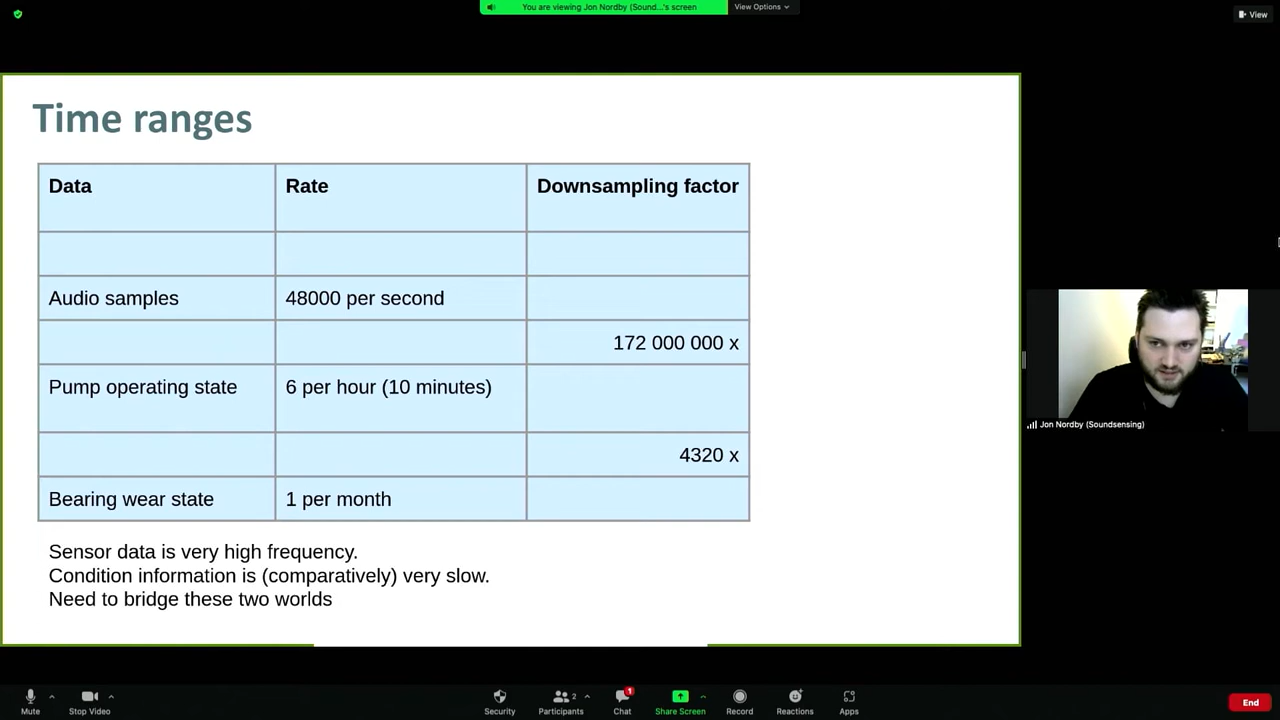 You are viewing Jon Nordby (Sound...'s screen
View Options
View
Time ranges
Data Rate Downsampling factor
Audio samples 48000 per second
172 000 000 x
Pump operating state 6 per hour (10 minutes)
4320 x
Bearing wear state 1 per month
Sensor data is very high frequency.
Condition information is (comparatively) very slow.
Need to bridge these two worlds
Jon Nordby (Soundsensing)
Mute
Stop Video
Security
2
Participants
1
Chat
Share Screen
Record
Reactions
Apps
End